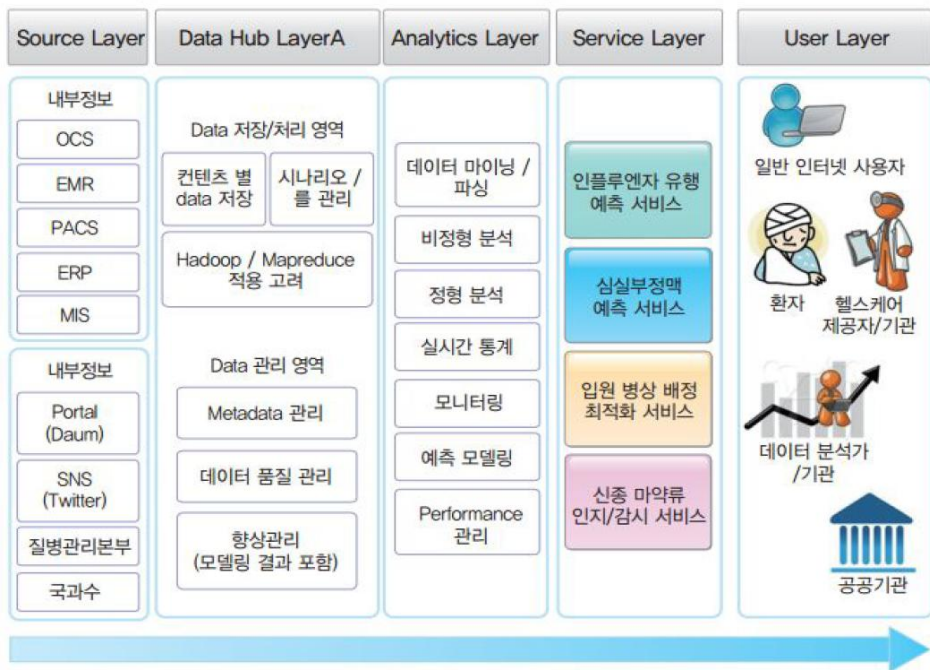 Source Layer
Data Hub LayerA
Analytics Layer
Service Layer
User Layer
내부정보
OCS
EMR
PACS
ERP
MIS
내부정보
Portal
(Daum)
SNS
(Twitter)
질병관리본부
국과수
Data 저장/처리 영역
컨텐츠 별
data 저장
시나리오 /
를 관리
Hadoop / Mapreduce
적용 고려
Data 관리 영역
Metadata 관리
데이터 품질 관리
향상관리
(모델링 결과 포함)
데이터 마이닝 /
파싱
비정형 분석
정형 분석
실시간 통계
모니터링
예측 모델링
Performance
관리
인플루엔자 유행
예측 서비스
심실부정맥
예측 서비스
입원 병상 배정
최적화 서비스
신종 마약류
인지/감시 서비스
일반 인터넷 사용자
환자
헬스케어
제공자/기관
데이터 분석가
/기관
공공기관